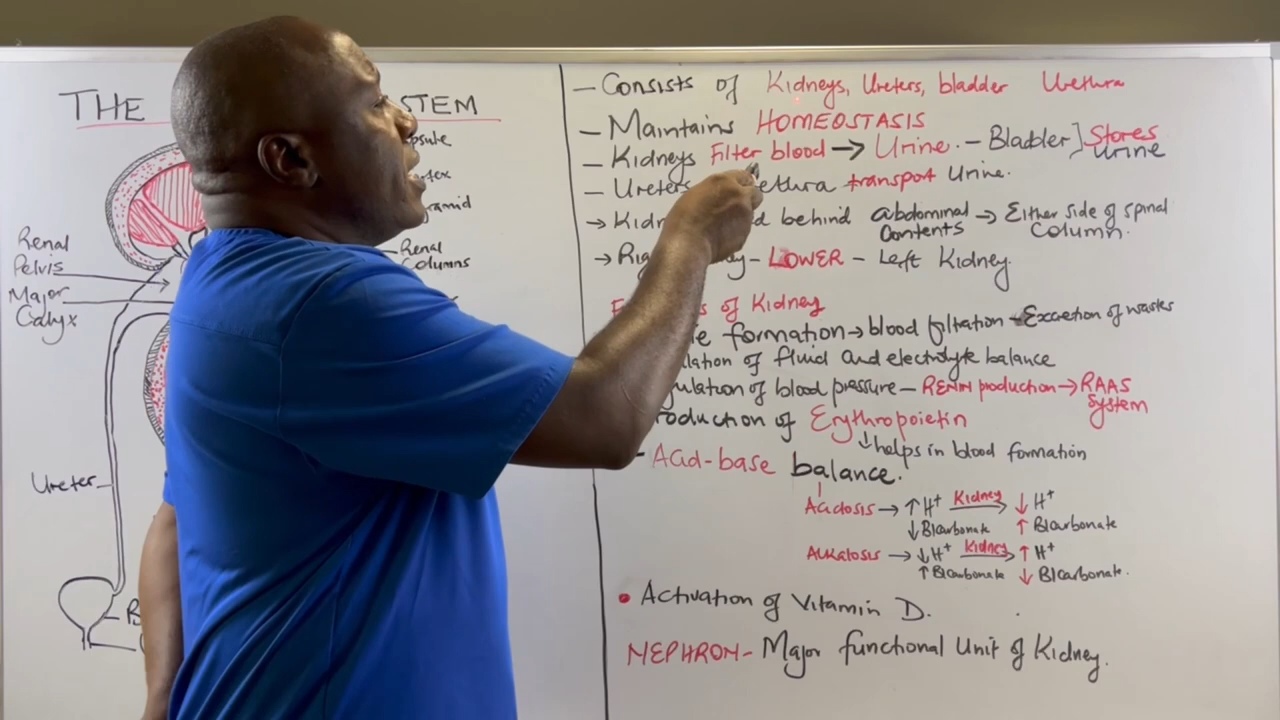 THE
STEM
psule
tex
ramid
Renal
Columns
Renal
Pelvis
Major
Calyx
Ureter
B
- Consists of Kidneys, Ureters, bladder Urethra
- Maintains HOMEOSTASIS
- Kidneys Filter blood → Urine. - Bladder] Stores
Urine
- Ureters ethra transport Urine.
→ Kidn d behind abdominal → Either side of spinal
Contents Column.
→ Rig y - LOWER - Left Kidney.
F s of Kidney
e formation → blood filtration - Excretion of wastes
lation of fluid and electrolyte balance
ulation of blood pressure - RENIN production → RAAS
System
roduction of Erythropoietin
↳ helps in blood formation
- Acid-base balance.
Acidosis → ↑ H+ Kidney → ↓ H+
↓ Bicarbonate ↑ Bicarbonate
Alkalosis → ↓ H+ Kidney → ↑ H+
↑ Bicarbonate ↓ Bicarbonate.
• Activation of Vitamin D.
NEPHRON - Major functional Unit of Kidney.